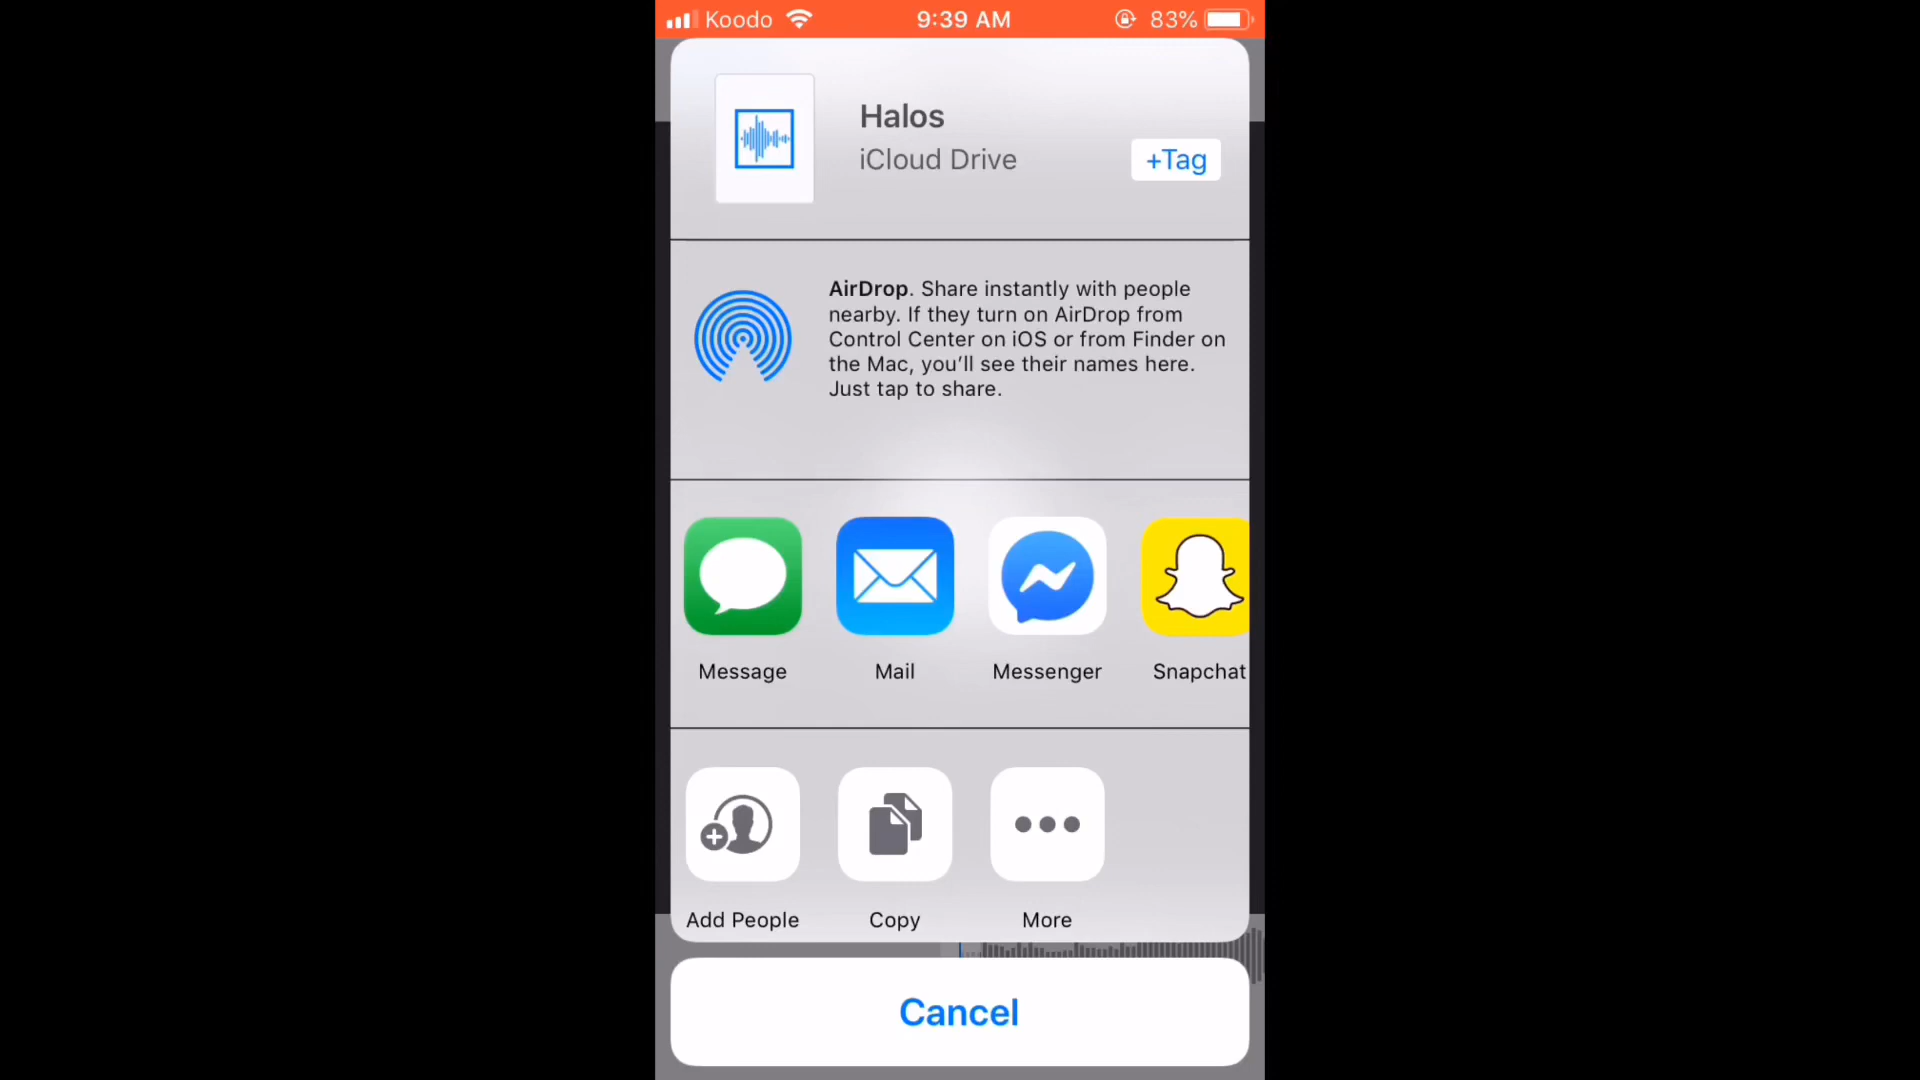 Koodo 9:39 AM 83%
Halos
iCloud Drive
+Tag
AirDrop. Share instantly with people
nearby. If they turn on AirDrop from
Control Center on iOS or from Finder on
the Mac, you’ll see their names here.
Just tap to share.
Message Mail Messenger Snapchat
Add People Copy More
Cancel